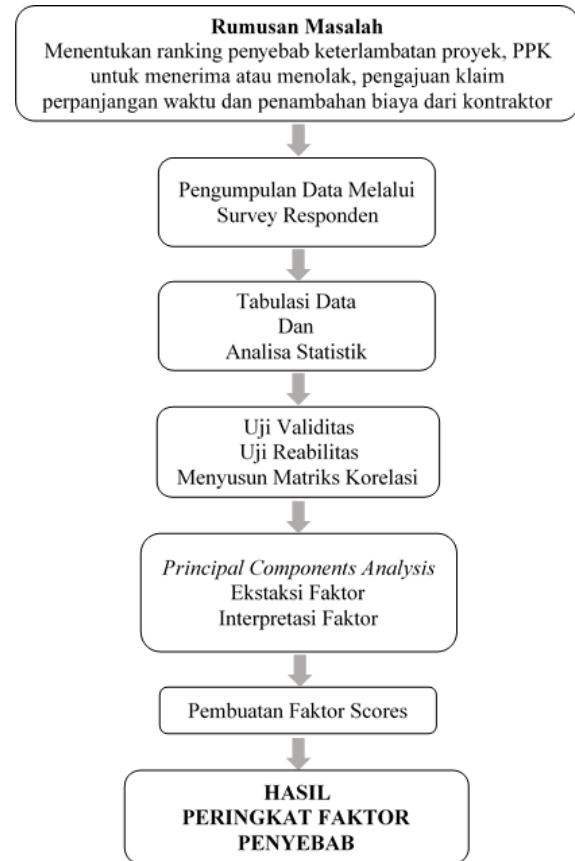 Rumusan Masalah
Menentukan ranking penyebab keterlambatan proyek, PPK
untuk menerima atau menolak, pengajuan klaim
perpanjangan waktu dan penambahan biaya dari kontraktor
Pengumpulan Data Melalui
Survey Responden
Tabulasi Data
Dan
Analisa Statistik
Uji Validitas
Uji Reabilitas
Menyusun Matriks Korelasi
Principal Components Analysis
Ekstaksi Faktor
Interpretasi Faktor
Pembuatan Faktor Scores
HASIL
PERINGKAT FAKTOR
PENYEBAB